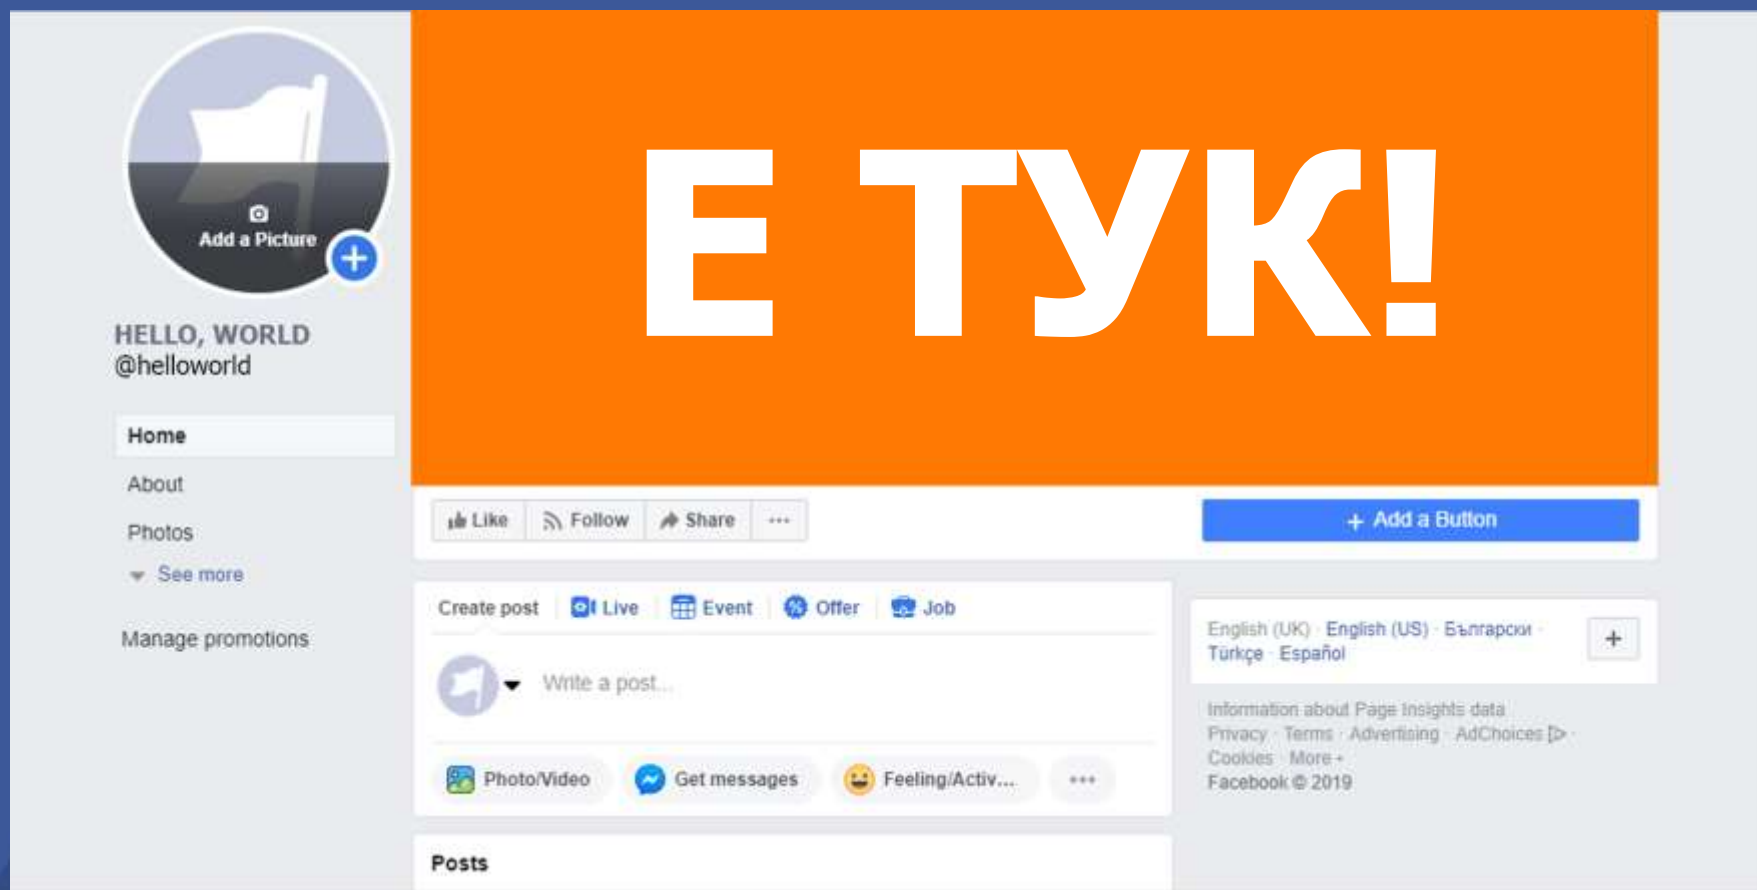 Е ТУК!
Add a Picture
HELLO, WORLD
@helloworld
Home
About
Photos
See more
Manage promotions
Like Follow Share ...
+ Add a Button
Create post Live Event Offer Job
Write a post...
Photo/Video Get messages Feeling/Activ... ...
Posts
English (UK) · English (US) · Български ·
Türkçe · Español
+
Information about Page Insights data
Privacy · Terms · Advertising · AdChoices ·
Cookies · More
Facebook © 2019